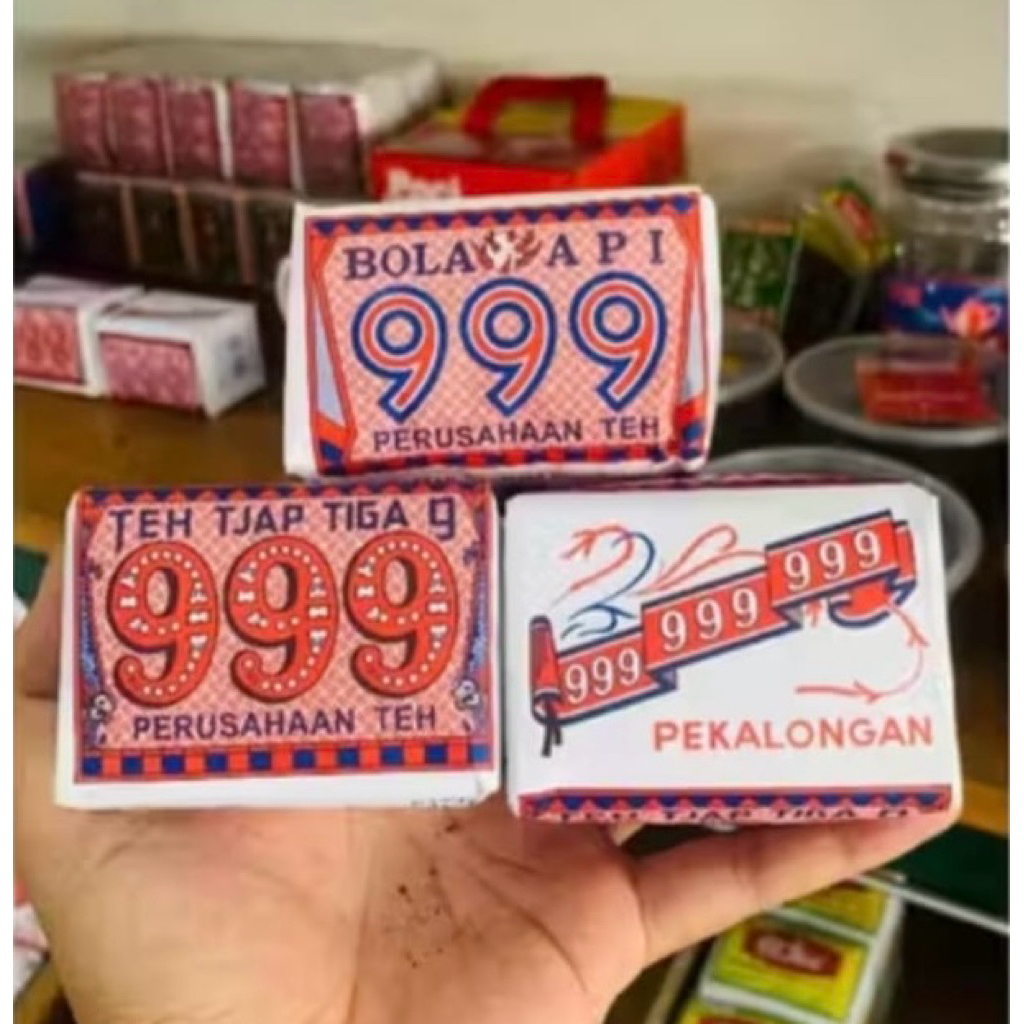 BOLA API
999
PERUSAHAAN TEH
TEH TJAP TIGA 9
999
PERUSAHAAN TEH
999 999 999
PEKALONGAN
TEH TJAP TIGA 9